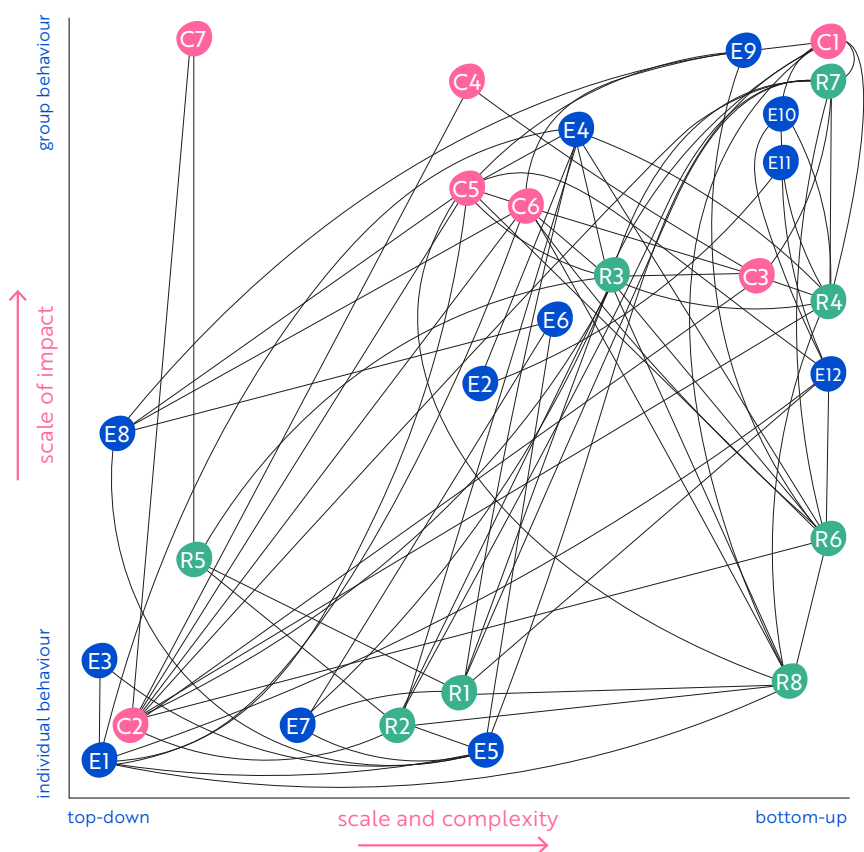 group behaviour
scale of impact
individual behaviour
C7
E9
C1
C4
R7
E10
E4
E11
C5
C6
R3
C3
R4
E6
E12
E2
E8
R6
R5
E3
R8
R1
C2
E7
R2
E5
E1
top-down
scale and complexity
bottom-up